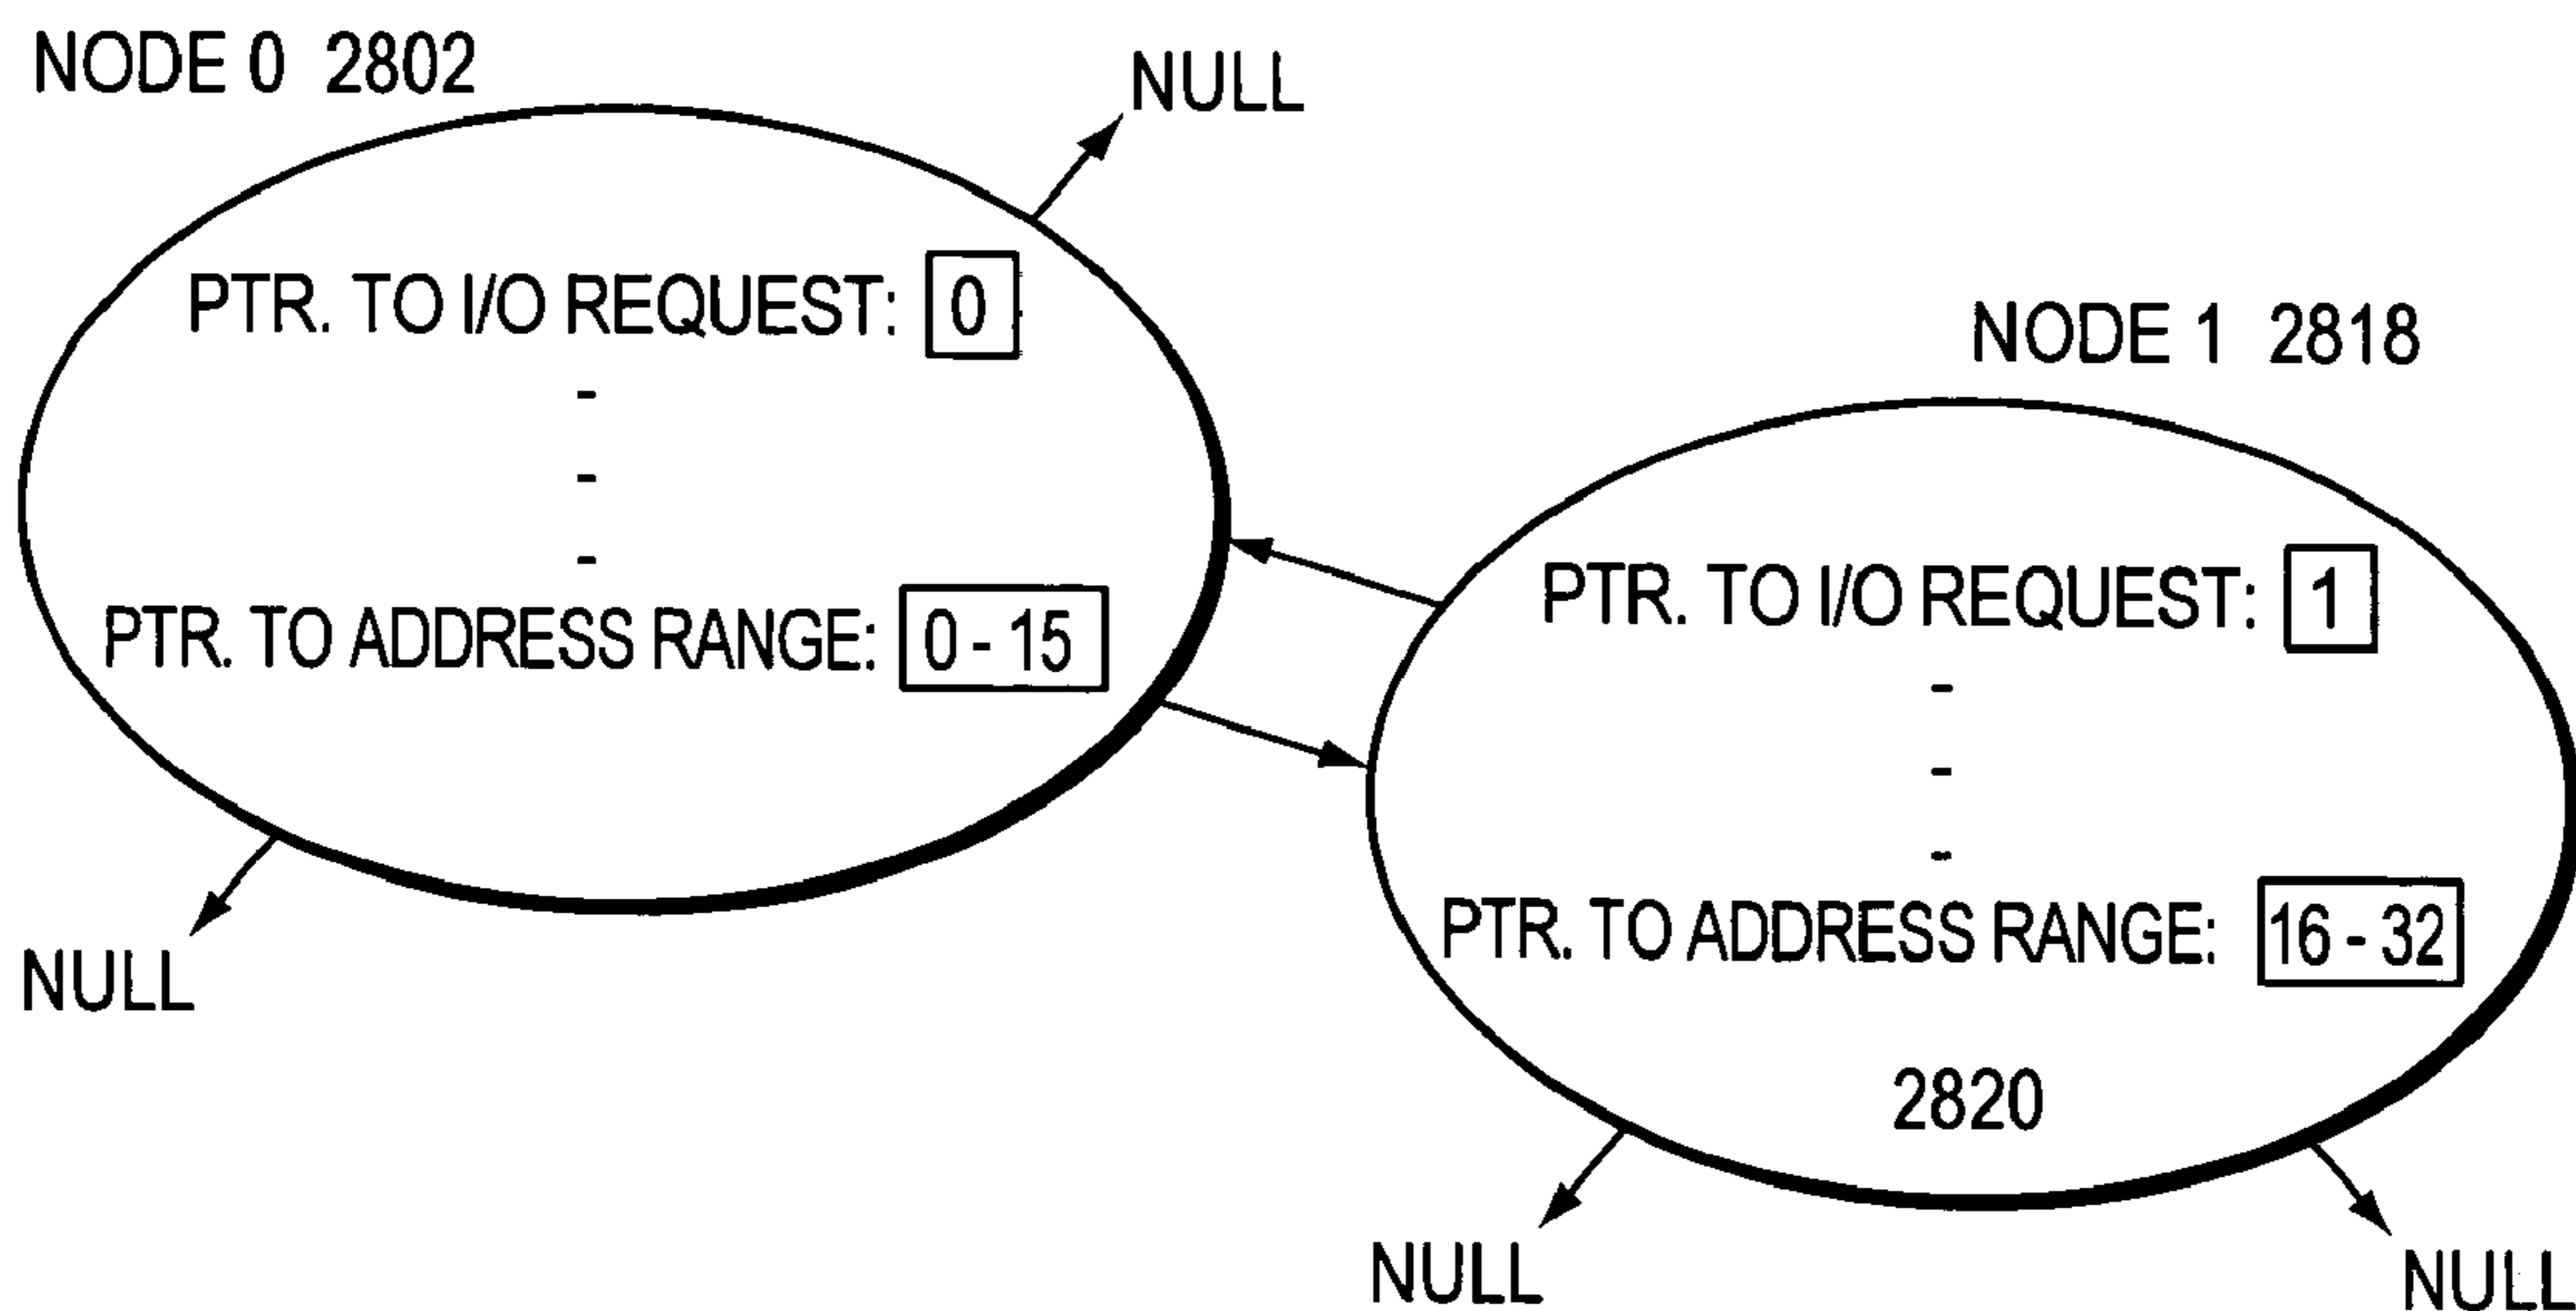 NODE 0 2802
NULL
PTR. TO I/O REQUEST: 0
-
-
-
PTR. TO ADDRESS RANGE: 0 - 15
NULL
NODE 1 2818
PTR. TO I/O REQUEST: 1
-
-
-
PTR. TO ADDRESS RANGE: 16 - 32
2820
NULL
NULL